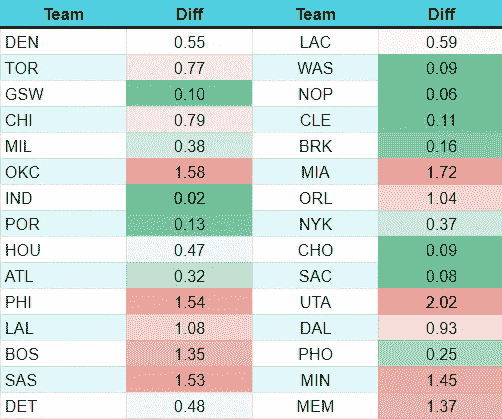 Team Diff Team Diff
DEN 0.55 LAC 0.59
TOR 0.77 WAS 0.09
GSW 0.10 NOP 0.06
CHI 0.79 CLE 0.11
MIL 0.38 BRK 0.16
OKC 1.58 MIA 1.72
IND 0.02 ORL 1.04
POR 0.13 NYK 0.37
HOU 0.47 CHO 0.09
ATL 0.32 SAC 0.08
PHI 1.54 UTA 2.02
LAL 1.08 DAL 0.93
BOS 1.35 PHO 0.25
SAS 1.53 MIN 1.45
DET 0.48 MEM 1.37